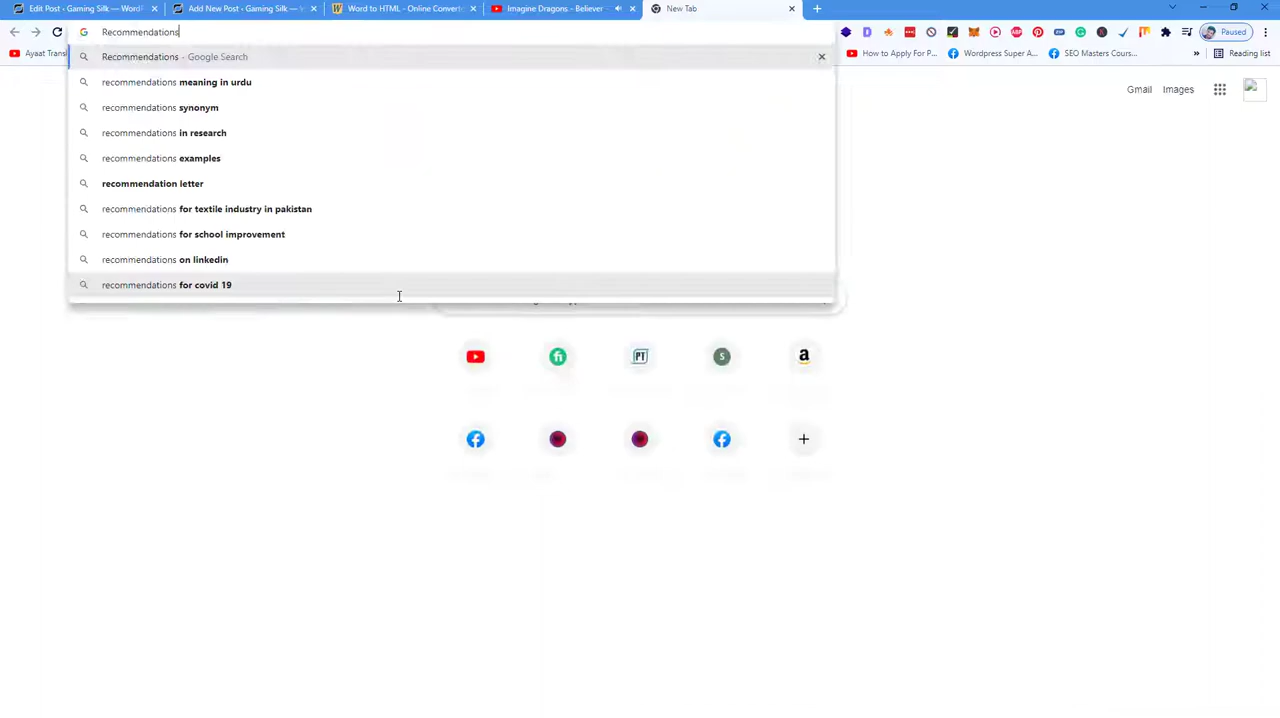 Edit Post ‹ Gaming Silk — WordP
Add New Post ‹ Gaming Silk —
Word to HTML - Online Converte
Imagine Dragons - Believer
New Tab
Recommendations
Paused
Ayaat Transl
How to Apply For P...
Wordpress Super A...
SEO Masters Cours...
»
Reading list
Recommendations - Google Search
recommendations meaning in urdu
recommendations synonym
recommendations in research
recommendations examples
recommendation letter
recommendations for textile industry in pakistan
recommendations for school improvement
recommendations on linkedin
recommendations for covid 19
Gmail
Images
PT
S
a